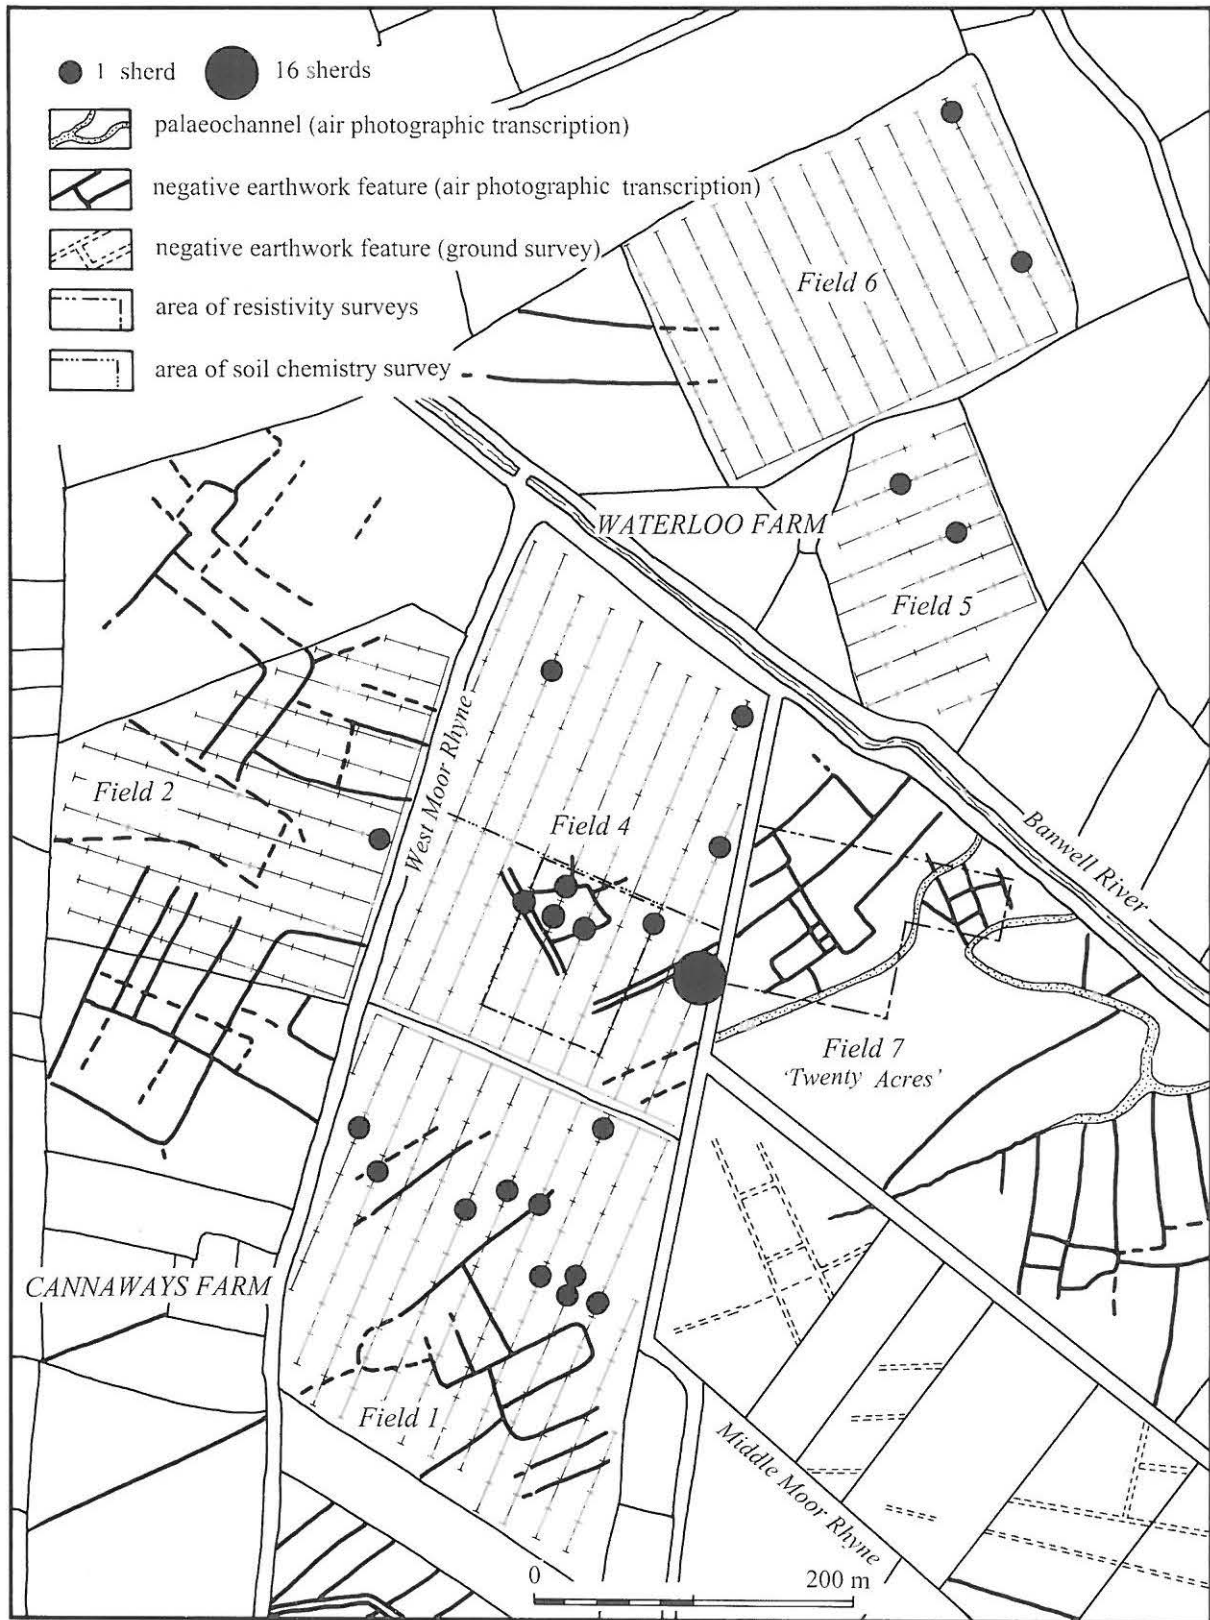 1 sherd
16 sherds
palaeochannel (air photographic transcription)
negative earthwork feature (air photographic transcription)
negative earthwork feature (ground survey)
area of resistivity surveys
area of soil chemistry survey
Field 6
WATERLOO FARM
Field 5
West Moor Rhyne
Field 2
Field 4
Banwell River
Field 7
'Twenty Acres'
CANNAWAYS FARM
Field 1
Middle Moor Rhyne
0
200 m